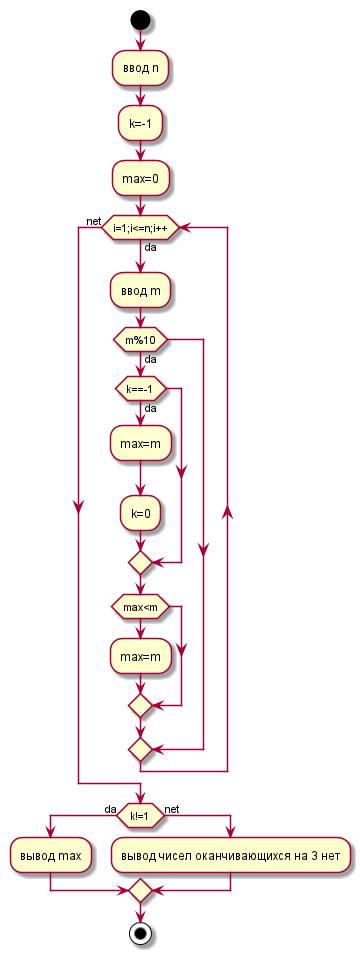 ввод n
k=-1
max=0
net
i=1;i<=n;i++
da
ввод m
m%10
da
k==-1
da
max=m
k=0
max<m
max=m
da
k!=1
net
вывод max
вывод чисел оканчивающихся на 3 нет